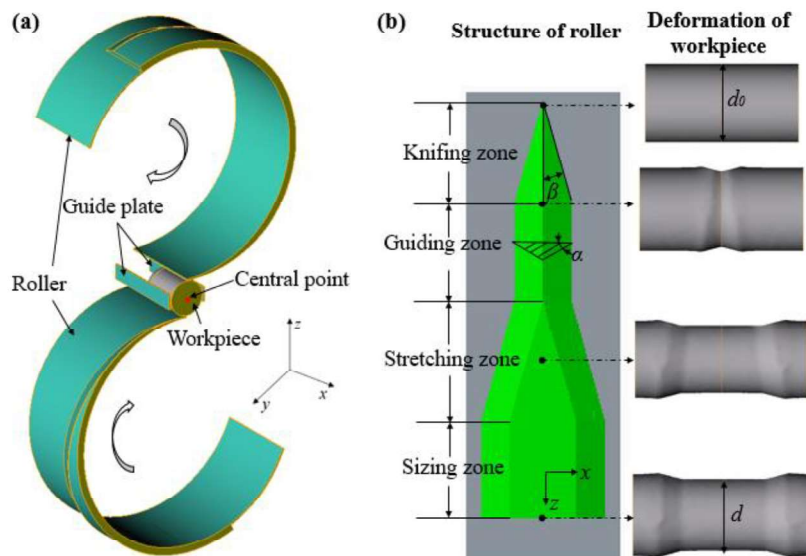 (a)
Guide plate
Roller
Central point
Workpiece
z
x
y
(b)
Structure of roller
Deformation of
workpiece
d0
Knifing zone
β
Guiding zone
α
Stretching zone
Sizing zone
x
z
d